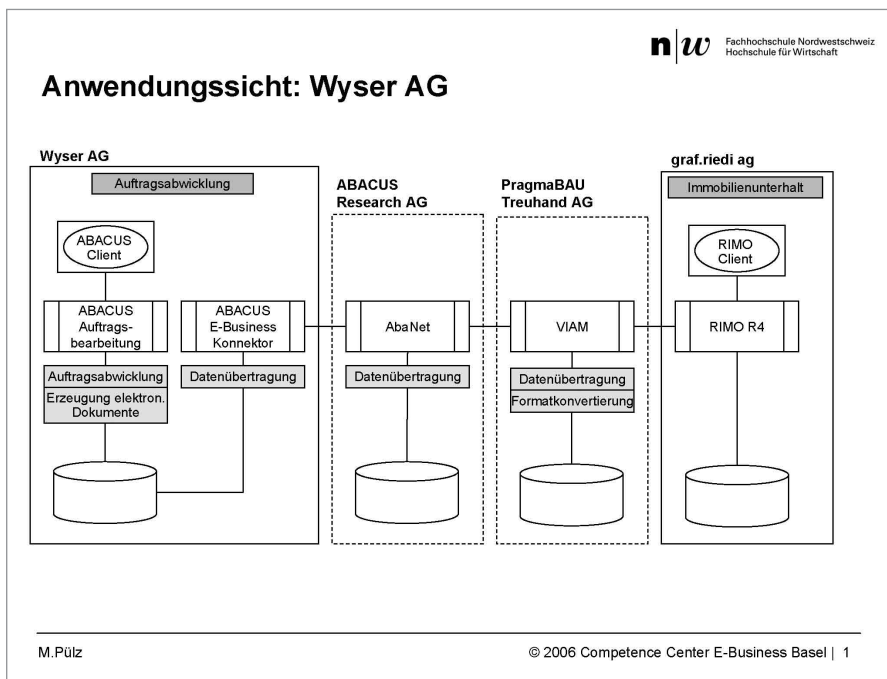 n|w Fachhochschule Nordwestschweiz
Hochschule für Wirtschaft
Anwendungssicht: Wyser AG
Wyser AG
Auftragsabwicklung
ABACUS
Client
ABACUS
Auftrags-
bearbeitung
ABACUS
E-Business
Konnektor
Auftragsabwicklung
Erzeugung elektron.
Dokumente
Datenübertragung
ABACUS
Research AG
AbaNet
Datenübertragung
PragmaBAU
Treuhand AG
VIAM
Datenübertragung
Formatkonvertierung
graf.riedi ag
Immobilienunterhalt
RIMO
Client
RIMO R4
M.Pülz
© 2006 Competence Center E-Business Basel | 1